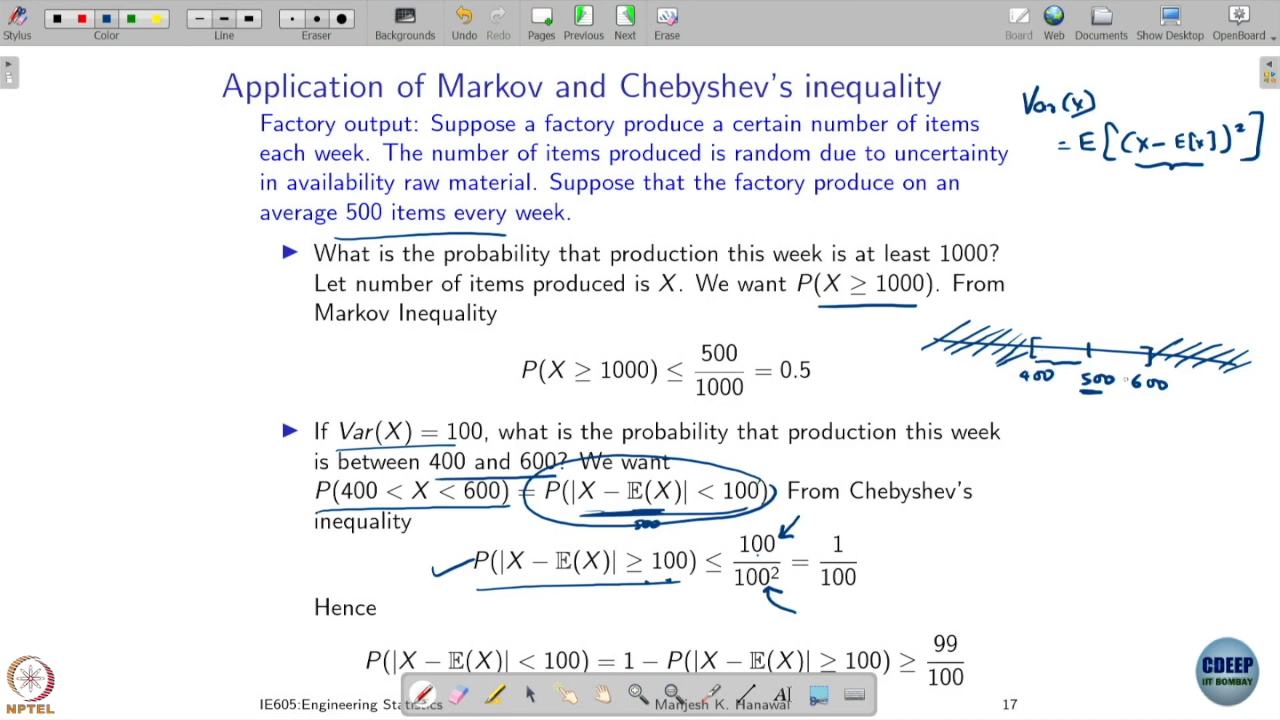 Stylus Color Line Eraser Backgrounds Undo Redo Pages Previous Next Erase Board Web Documents Show Desktop OpenBoard
Application of Markov and Chebyshev's inequality
Factory output: Suppose a factory produce a certain number of items
each week. The number of items produced is random due to uncertainty
in availability raw material. Suppose that the factory produce on an
average 500 items every week.
Var(x)
= E[(x - E[x])²]
▶ What is the probability that production this week is at least 1000?
Let number of items produced is X. We want P(X ≥ 1000). From
Markov Inequality
P(X ≥ 1000) ≤ 500/1000 = 0.5
400 500 600
▶ If Var(X) = 100, what is the probability that production this week
is between 400 and 600? We want
P(400 < X < 600) = P(|X − 𝔼(X)| < 100) From Chebyshev's
500
inequality
P(|X − 𝔼(X)| ≥ 100) ≤ 100/100² = 1/100
Hence
P(|X − 𝔼(X)| < 100) = 1 − P(|X − 𝔼(X)| ≥ 100) ≥ 99/100
NPTEL
CDEEP
IIT BOMBAY
IE605:Engineering Statistics Manjesh K. Hanawal 17